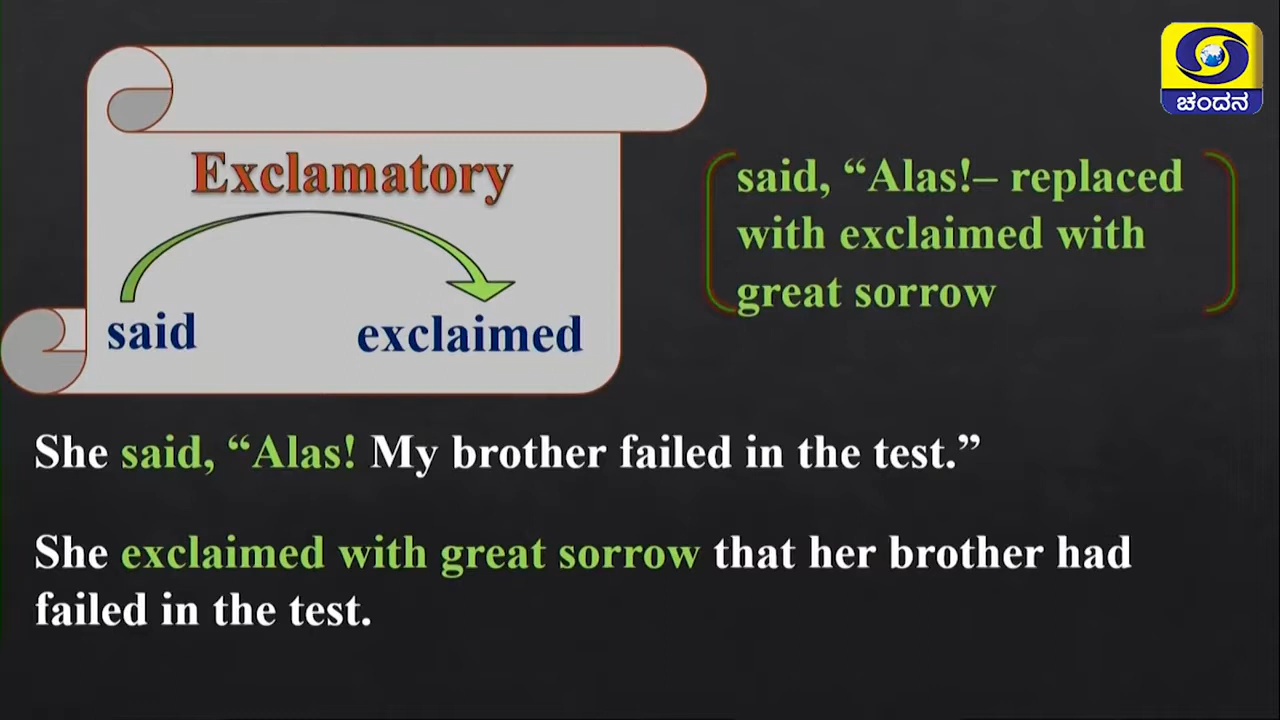 ಚಂದನ
Exclamatory
said exclaimed
said, “Alas!– replaced
with exclaimed with
great sorrow
She said, “Alas! My brother failed in the test.”
She exclaimed with great sorrow that her brother had
failed in the test.